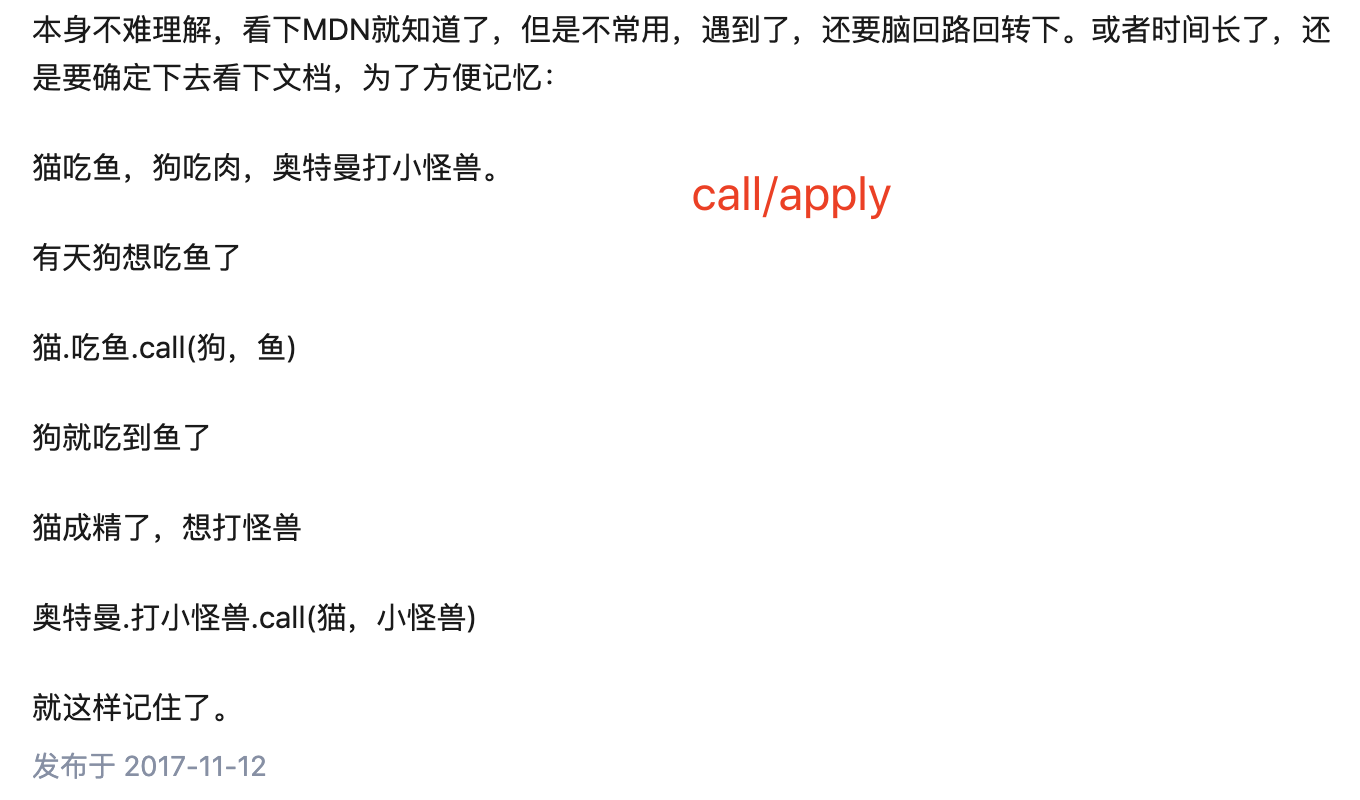 本身不难理解，看下MDN就知道了，但是不常用，遇到了，还要脑回路回转下。或者时间长了，还
是要确定下去看下文档，为了方便记忆：
猫吃鱼，狗吃肉，奥特曼打小怪兽。
call/apply
有天狗想吃鱼了
猫.吃鱼.call(狗，鱼)
狗就吃到鱼了
猫成精了，想打怪兽
奥特曼.打小怪兽.call(猫，小怪兽)
就这样记住了。
发布于 2017-11-12